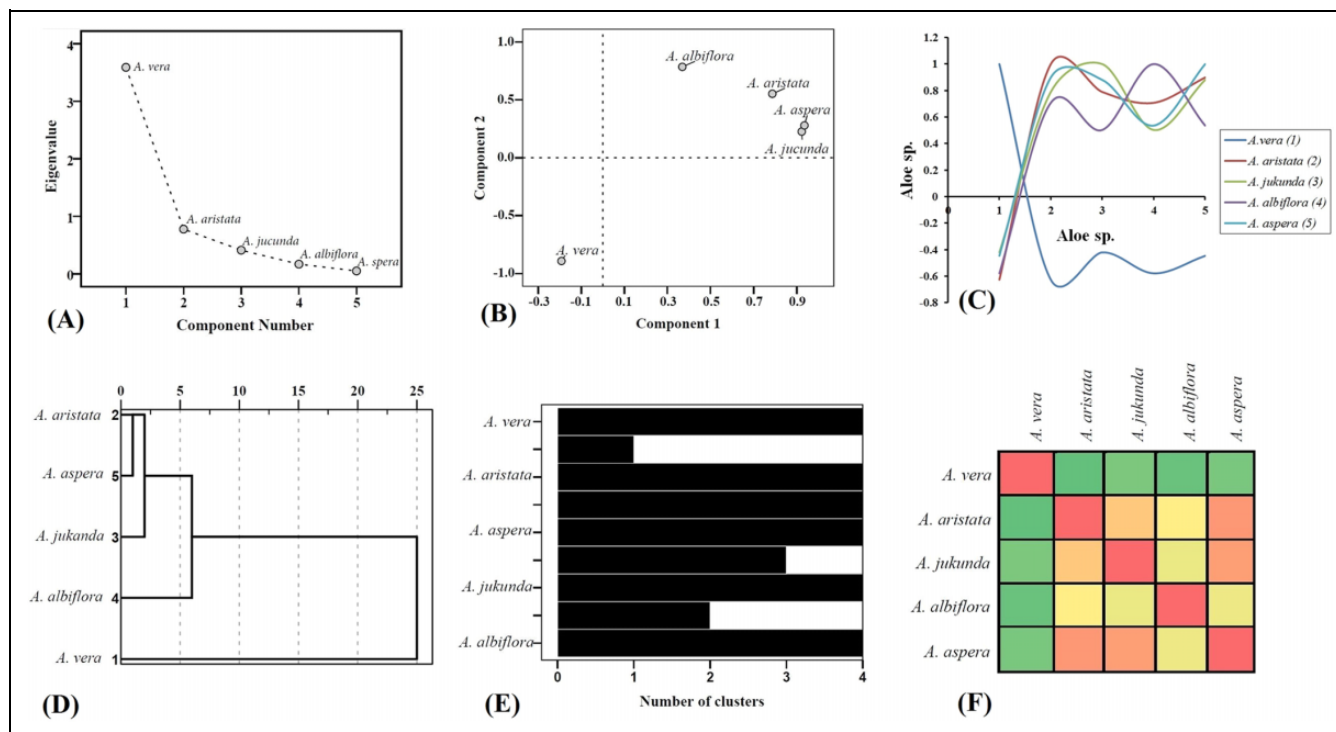 4
3
2
1
0
Eigenvalue
A. vera
A. aristata
A. jucunda
A. albiflora
A. spera
1 2 3 4 5
Component Number
(A)
1.0
0.5
0.0
-0.5
-1.0
Component 2
A. albiflora
A. aristata
A. aspera
A. jucunda
A. vera
-0.3 -0.1 0.1 0.3 0.5 0.7 0.9
Component 1
(B)
1.2
1
0.8
0.6
0.4
0.2
0
-0.2
-0.4
-0.6
-0.8
Aloe sp.
0 1 2 3 4 5
Aloe sp.
A.vera (1)
A. aristata (2)
A. jukunda (3)
A. albiflora (4)
A. aspera (5)
(C)
0 5 10 15 20 25
A. aristata 2
A. aspera 5
A. jukanda 3
A. albiflora 4
A. vera 1
(D)
A. vera
A. aristata
A. aspera
A. jukunda
A. albiflora
0 1 2 3 4
Number of clusters
(E)
A. vera
A. aristata
A. jukunda
A. albiflora
A. aspera
A. vera
A. aristata
A. jukunda
A. albiflora
A. aspera
(F)